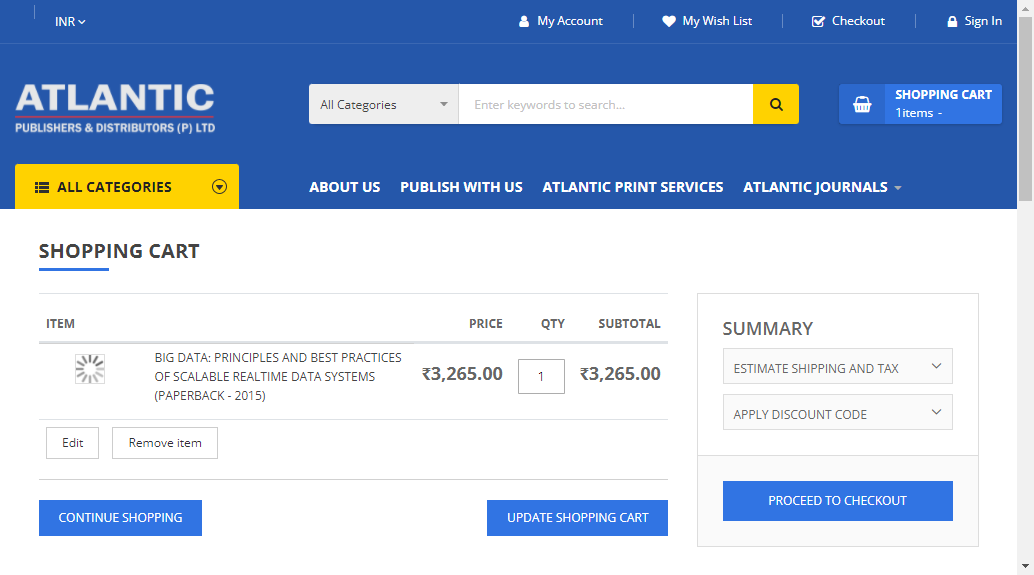 INR
My Account
My Wish List
Checkout
Sign In
ATLANTIC
PUBLISHERS & DISTRIBUTORS (P) LTD
All Categories
Enter keywords to search...
SHOPPING CART
1items -
ALL CATEGORIES
ABOUT US
PUBLISH WITH US
ATLANTIC PRINT SERVICES
ATLANTIC JOURNALS
SHOPPING CART
ITEM PRICE QTY SUBTOTAL
BIG DATA: PRINCIPLES AND BEST PRACTICES
OF SCALABLE REALTIME DATA SYSTEMS
(PAPERBACK - 2015)
₹3,265.00 1 ₹3,265.00
Edit
Remove item
CONTINUE SHOPPING
UPDATE SHOPPING CART
SUMMARY
ESTIMATE SHIPPING AND TAX
APPLY DISCOUNT CODE
PROCEED TO CHECKOUT